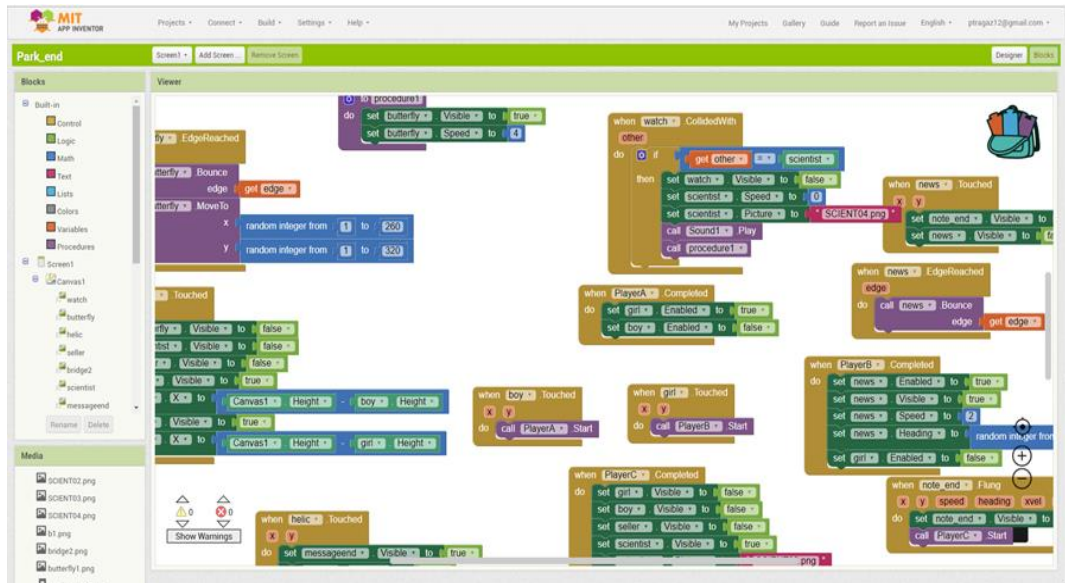 MIT
APP INVENTOR
Projects Connect Build Settings Help
My Projects Gallery Guide Report an Issue English ptragaz12@gmail.com
Park_end
Screen1 Add Screen ... Remove Screen
Designer Blocks
Blocks
Built-in
Control
Logic
Math
Text
Lists
Colors
Variables
Procedures
Screen1
Canvas1
watch
butterfly
helic
seller
bridge2
scientist
messageend
Rename Delete
Media
SCIENT02.png
SCIENT03.png
SCIENT04.png
b1.png
bridge2.png
butterfly1.png
Viewer
to procedure1
do set butterfly . Visible to true
set butterfly . Speed to 4
EdgeReached
Bounce
edge get edge
MoveTo
x random integer from 1 to 260
y random integer from 1 to 320
Touched
Visible to false
Visible to false
Visible to false
Visible to true
X to Canvas1 . Height - boy . Height
Visible to true
X to Canvas1 . Height - girl . Height
0 0
Show Warnings
when helic . Touched
x y
do set messageend . Visible to true
when watch . CollidedWith
other
do if get other = scientist
then set watch . Visible to false
set scientist . Speed to 0
set scientist . Picture to " SCIENT04.png "
call Sound1 . Play
call procedure1
when PlayerA . Completed
do set girl . Enabled to true
set boy . Enabled to false
when boy . Touched
x y
do call PlayerA . Start
when girl . Touched
x y
do call PlayerB . Start
when PlayerC . Completed
do set girl . Visible to false
set boy . Visible to false
set seller . Visible to false
set scientist . Visible to true
png "
when news . Touched
x y
set note_end . Visible to
set news . Visible to
when news . EdgeReached
edge
do call news . Bounce
edge get edge
when PlayerB . Completed
do set news . Enabled to true
set news . Visible to true
set news . Speed to 2
set news . Heading to random integer from
set girl . Enabled to false
when note_end . Flung
x y speed heading xvel
do set note_end . Visible to
call PlayerC . Start